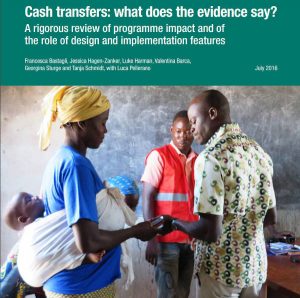 Cash transfers: what does the evidence say?
A rigorous review of programme impact and of
the role of design and implementation features
Francesca Bastagli, Jessica Hagen-Zanker, Luke Harman, Valentina Barca,
Georgina Sturge and Tanja Schmidt, with Luca Pellerano
July 2016